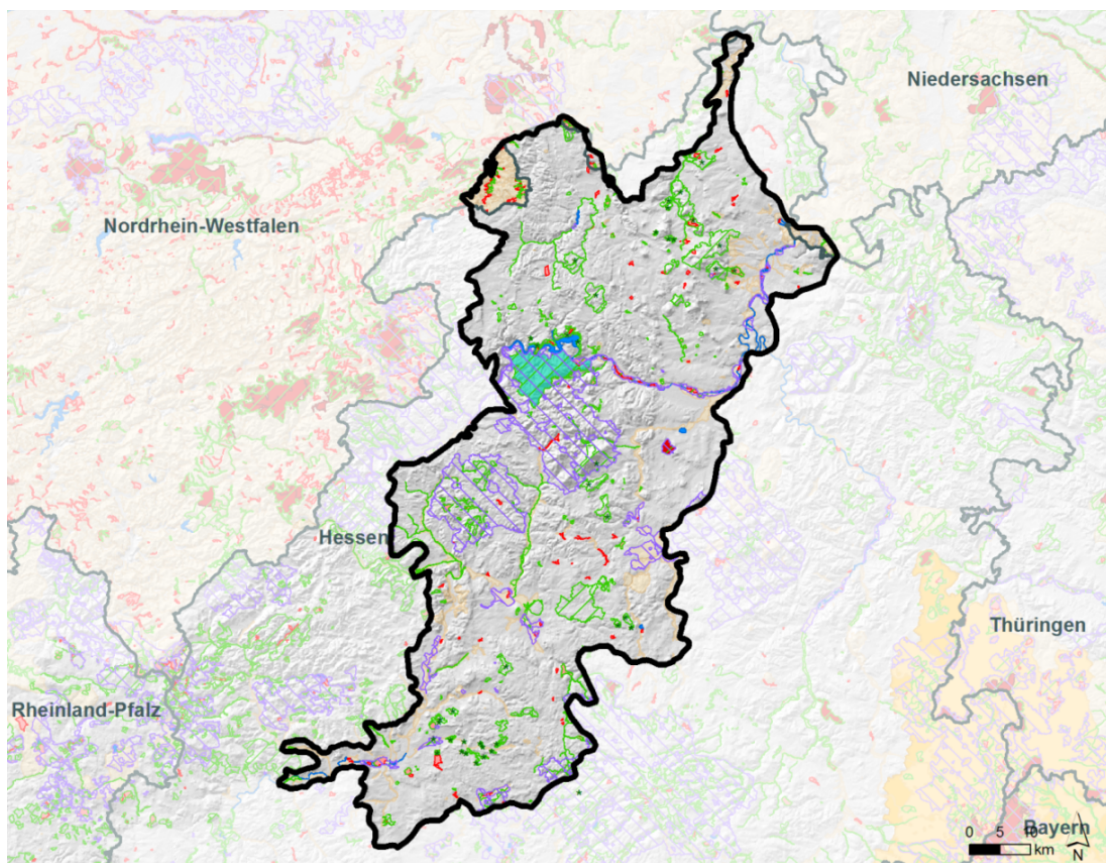 Niedersachsen
Nordrhein-Westfalen
Hessen
Thüringen
Rheinland-Pfalz
Bayern
0 5 10
km
N